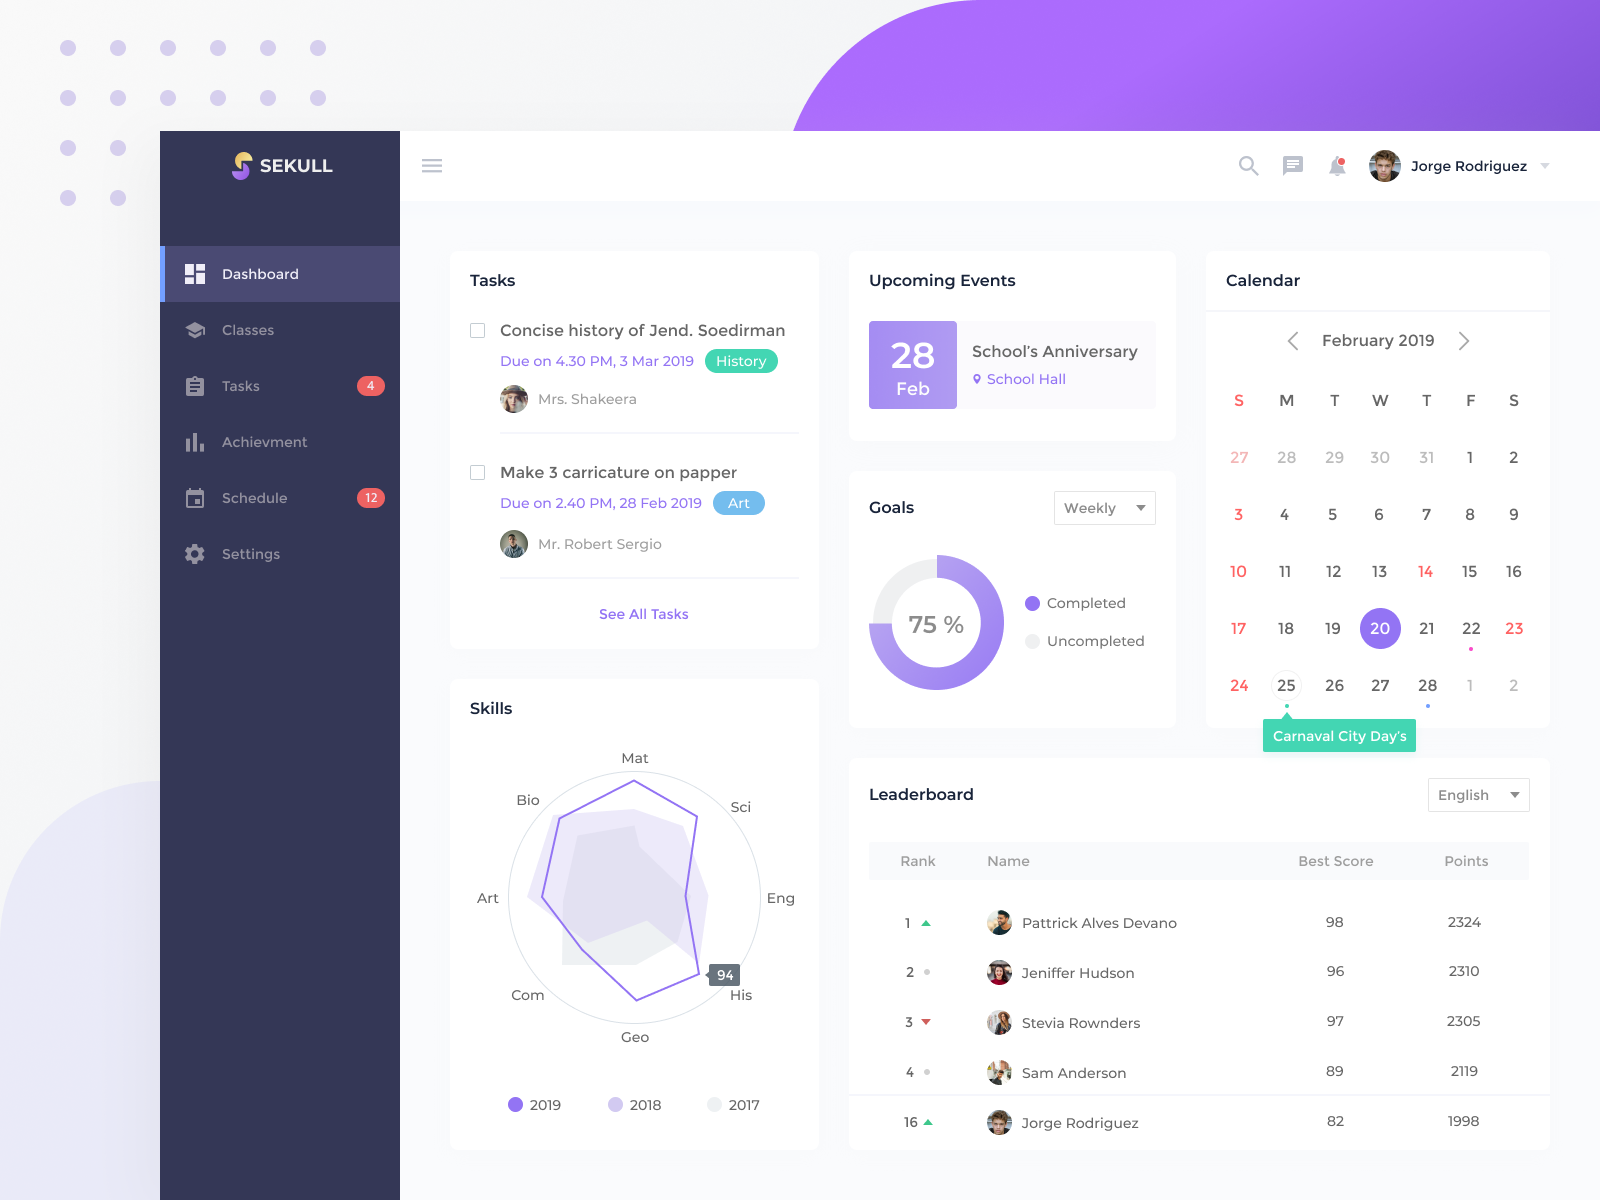 SEKULL
Jorge Rodriguez
Dashboard
Classes
Tasks
4
Achievment
Schedule
12
Settings
Tasks
Concise history of Jend. Soedirman
Due on 4.30 PM, 3 Mar 2019 History
Mrs. Shakeera
Make 3 carricature on papper
Due on 2.40 PM, 28 Feb 2019 Art
Mr. Robert Sergio
See All Tasks
Upcoming Events
28
Feb
School's Anniversary
School Hall
Goals
Weekly
75 %
Completed
Uncompleted
Calendar
February 2019
S M T W T F S
27 28 29 30 31 1 2
3 4 5 6 7 8 9
10 11 12 13 14 15 16
17 18 19 20 21 22 23
24 25 26 27 28 1 2
Carnaval City Day's
Skills
Mat
Bio
Sci
Art
Eng
94
Com
His
Geo
2019 2018 2017
Leaderboard
English
Rank Name Best Score Points
1 Pattrick Alves Devano 98 2324
2 Jeniffer Hudson 96 2310
3 Stevia Rownders 97 2305
4 Sam Anderson 89 2119
16 Jorge Rodriguez 82 1998